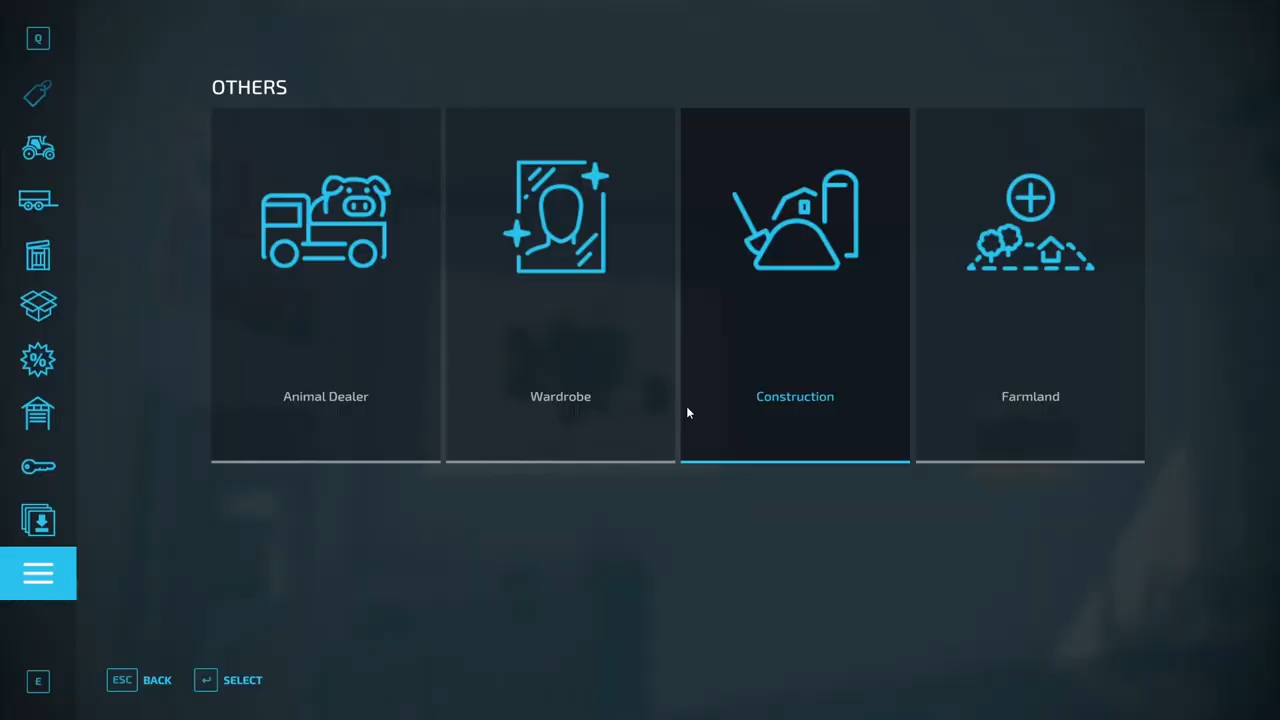 Q
OTHERS
%
Animal Dealer
Wardrobe
Construction
Farmland
E
ESC BACK
SELECT